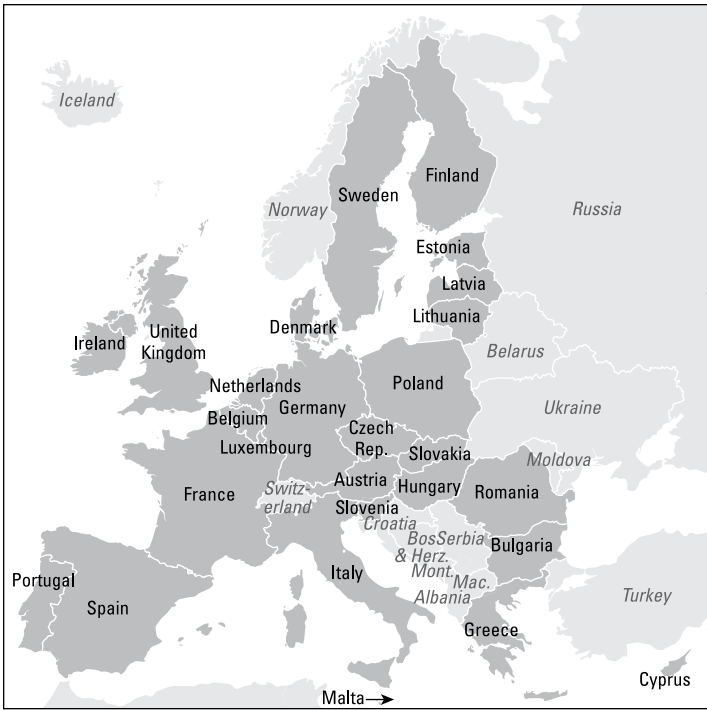 Iceland
Finland
Sweden
Norway
Russia
Estonia
Latvia
Lithuania
Denmark
United
Kingdom
Ireland
Belarus
Netherlands
Poland
Germany
Ukraine
Belgium
Czech
Rep.
Luxembourg
Slovakia
Moldova
Austria
Switz-
erland
Hungary
France
Romania
Slovenia
Croatia
BosSerbia
& Herz.
Bulgaria
Mont.
Italy
Mac.
Portugal
Albania
Turkey
Spain
Greece
Cyprus
Malta